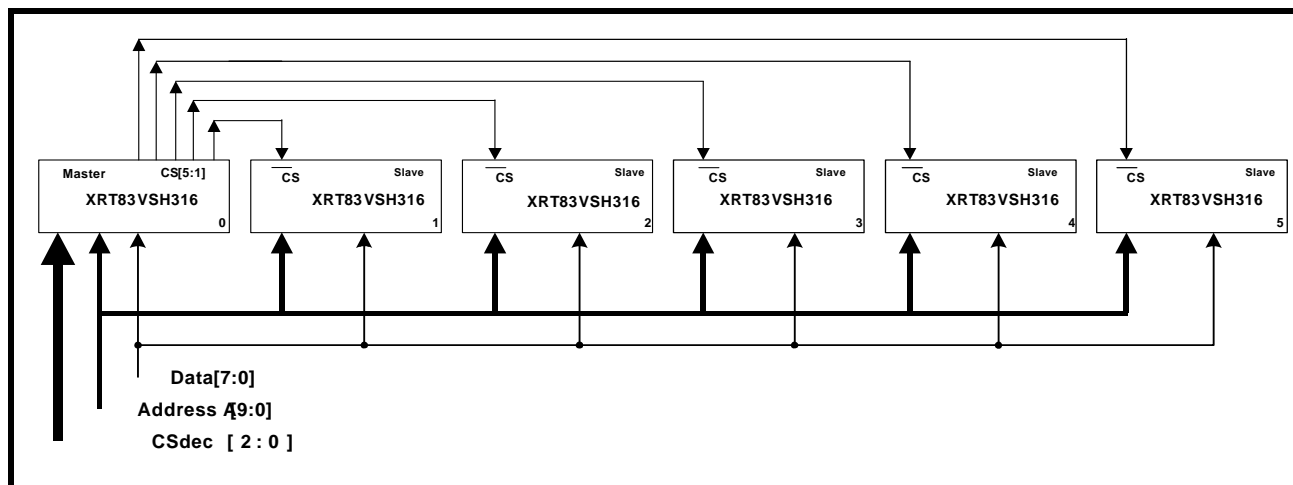 Master CS[5:1]
XRT83VSH316
0
CS Slave
XRT83VSH316
1
CS Slave
XRT83VSH316
2
CS Slave
XRT83VSH316
3
CS Slave
XRT83VSH316
4
CS Slave
XRT83VSH316
5
Data[7:0]
Address A[9:0]
CSdec [ 2 : 0 ]